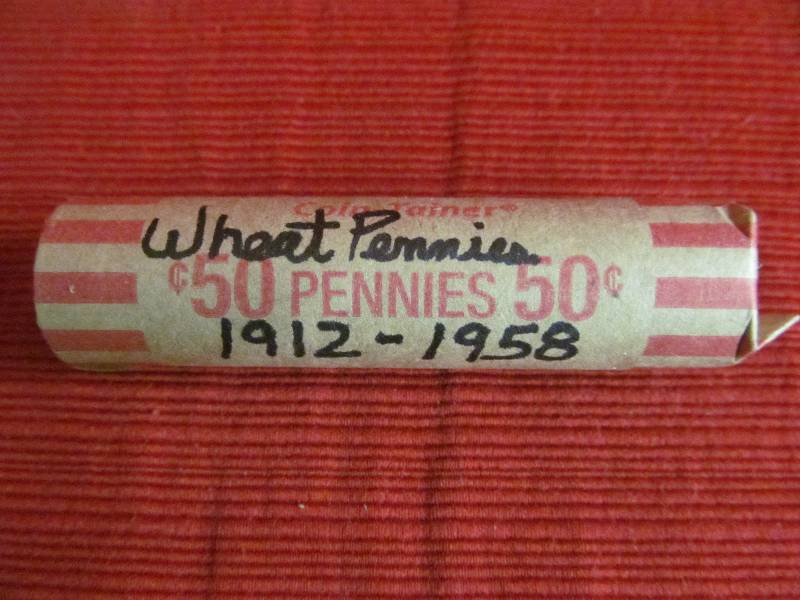 Coin-Tainer®
Wheat Pennies
¢50 PENNIES 50¢
1912-1958